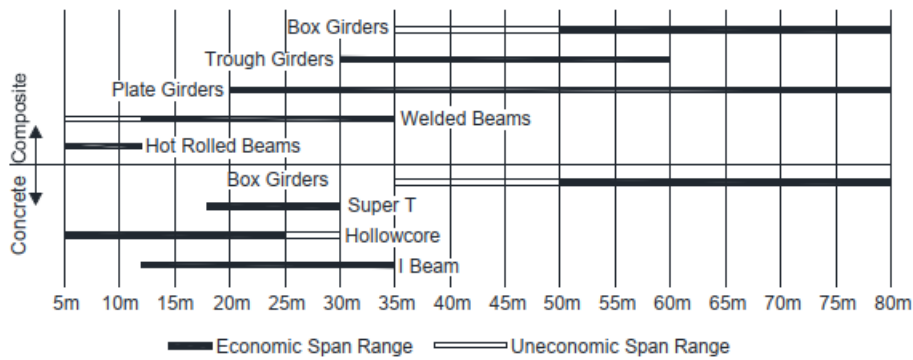 Box Girders
Trough Girders
Plate Girders
Welded Beams
Hot Rolled Beams
Composite
Box Girders
Super T
Hollowcore
I Beam
Concrete
5m 10m 15m 20m 25m 30m 35m 40m 45m 50m 55m 60m 65m 70m 75m 80m
Economic Span Range Uneconomic Span Range